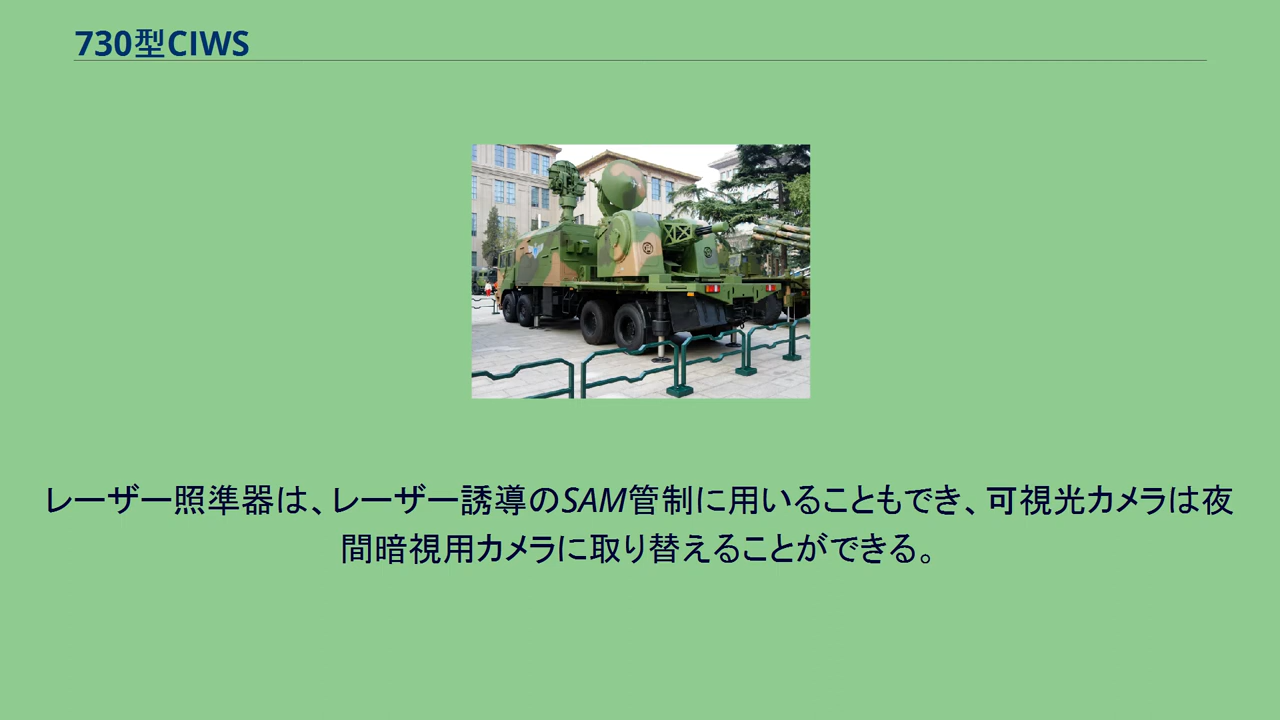 730型CIWS
レーザー照準器は、レーザー誘導のSAM管制に用いることもでき、可視光カメラは夜
間暗視用カメラに取り替えることができる。